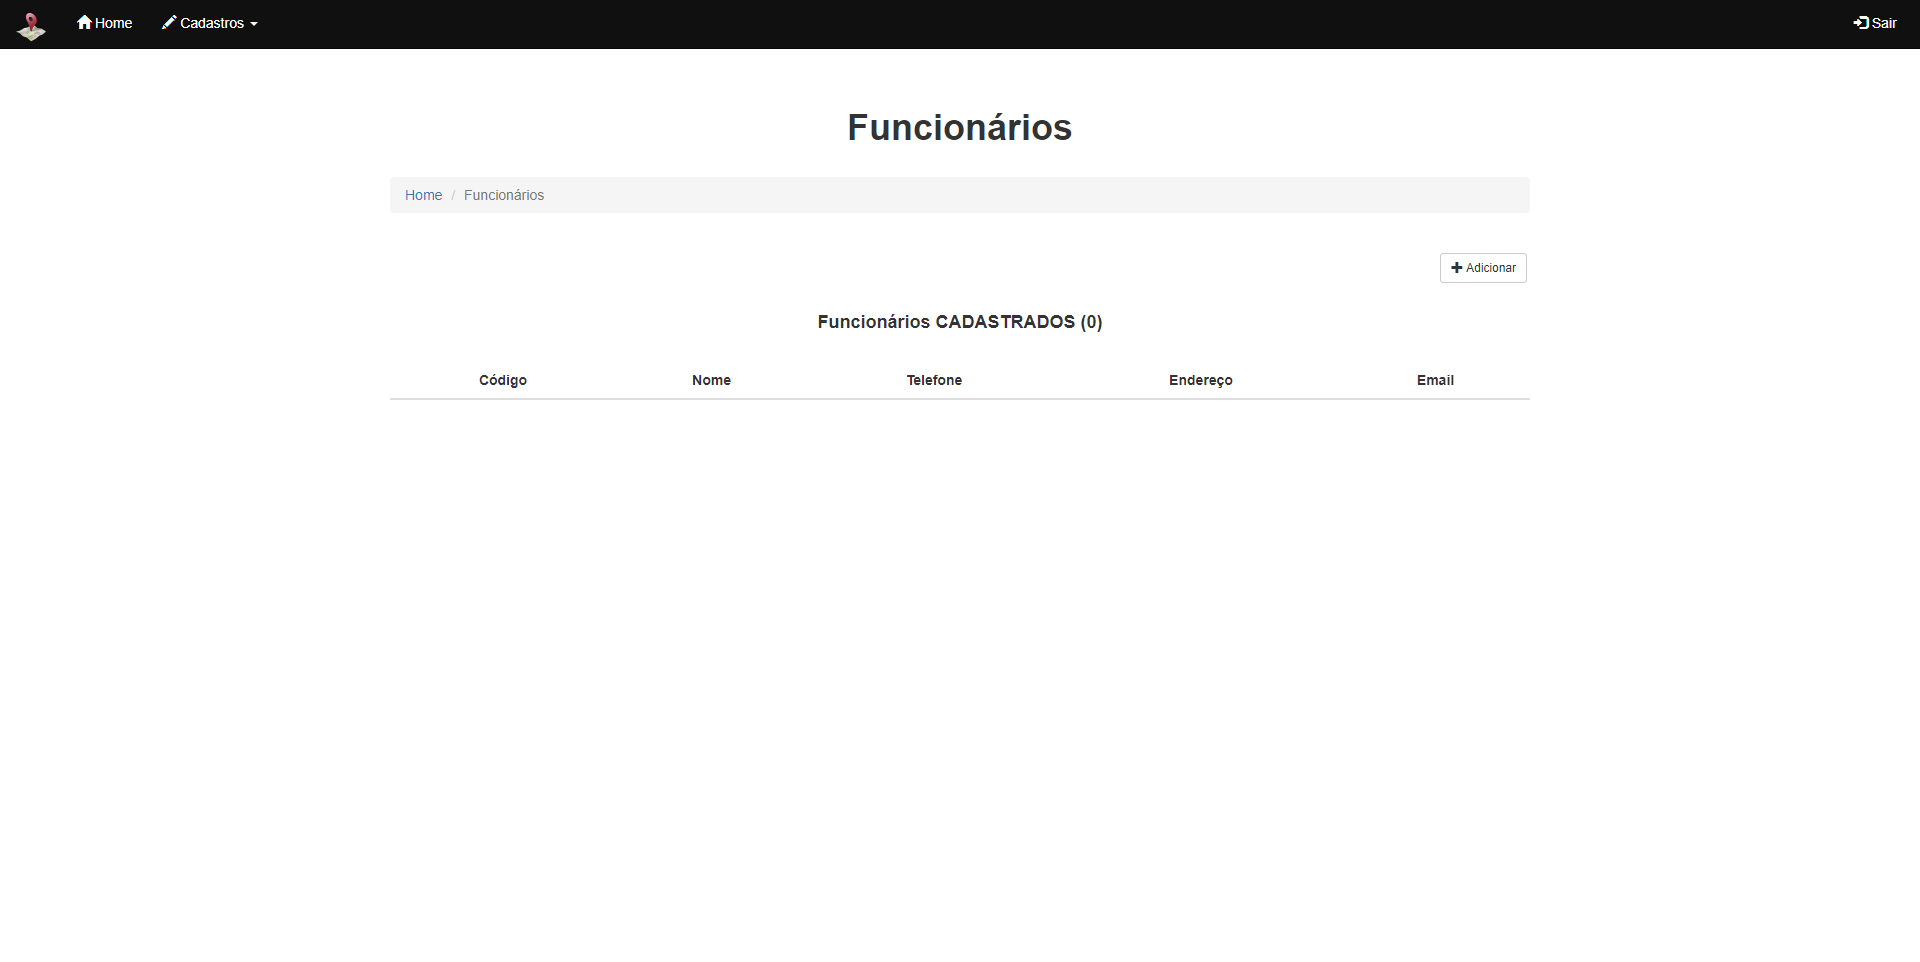 Home Cadastros Sair
Funcionários
Home / Funcionários
Adicionar
Funcionários CADASTRADOS (0)
Código Nome Telefone Endereço Email